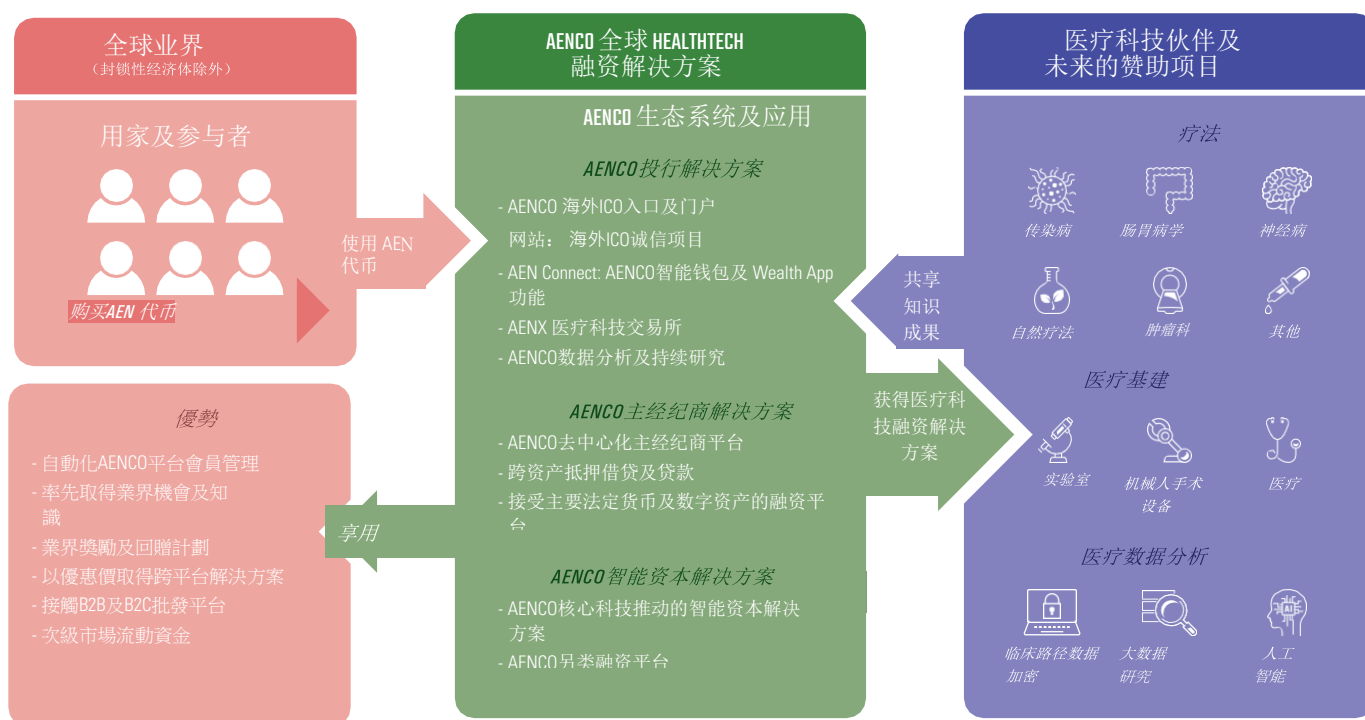 全球业界
（封锁性经济体除外）
用家及参与者
购买AEN 代币
使用 AEN
代币
優勢
- 自動化AENCO平台會員管理
- 率先取得業界機會及知
識
- 業界獎勵及回贈計劃
- 以優惠價取得跨平台解決方案
- 接觸B2B及B2C批發平台
- 次級市場流動資金
享用
AENCO 全球 HEALTHTECH
融资解决方案
AENCO 生态系统及应用
AENCO投行解决方案
- AENCO 海外ICO入口及门户
网站： 海外ICO诚信项目
- AEN Connect: AENCO智能钱包及 Wealth App
功能
- AENX 医疗科技交易所
- AENCO数据分析及持续研究
AENCO主经纪商解决方案
- AENCO去中心化主经纪商平台
- 跨资产抵押借贷及贷款
- 接受主要法定货币及数字资产的融资平
台
AENCO智能资本解决方案
- AENCO核心科技推动的智能资本解决
方案
- AENCO另类融资平台
共享
知识
成果
获得医疗科
技融资解决
方案
医疗科技伙伴及
未来的赞助项目
疗法
传染病
肠胃病学
神经病
自然疗法
肿瘤科
其他
医疗基建
实验室
机械人手术
设备
医疗
医疗数据分析
临床路径数据
加密
大数据
研究
AI
人工
智能